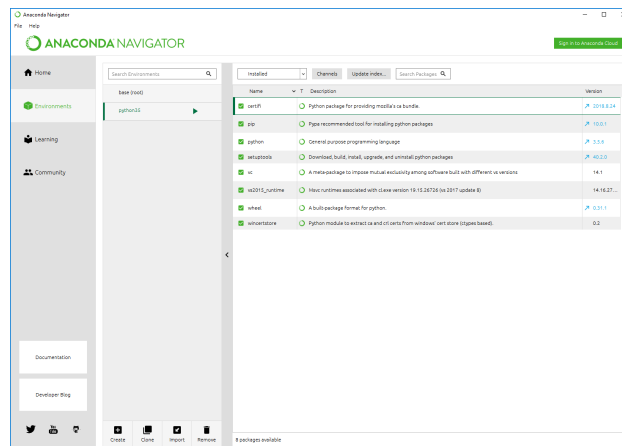 Anaconda Navigator
File Help
ANACONDA NAVIGATOR
Sign in to Anaconda Cloud
Home
Environments
Learning
Community
Documentation
Developer Blog
You Tube
Search Environments
base (root)
python35
Create Clone Import Remove
Installed Channels Update index... Search Packages
Name T Description Version
certifi Python package for providing mozilla's ca bundle. 2018.8.24
pip Pypa recommended tool for installing python packages 10.0.1
python General purpose programming language 3.5.6
setuptools Download, build, install, upgrade, and uninstall python packages 40.2.0
vc A meta-package to impose mutual exclusivity among software built with different vs versions 14.1
vs2015_runtime Msvc runtimes associated with cl.exe version 19.15.26726 (vs 2017 update 8) 14.16.27...
wheel A built-package format for python. 0.31.1
wincertstore Python module to extract ca and crl certs from windows' cert store (ctypes based). 0.2
8 packages available